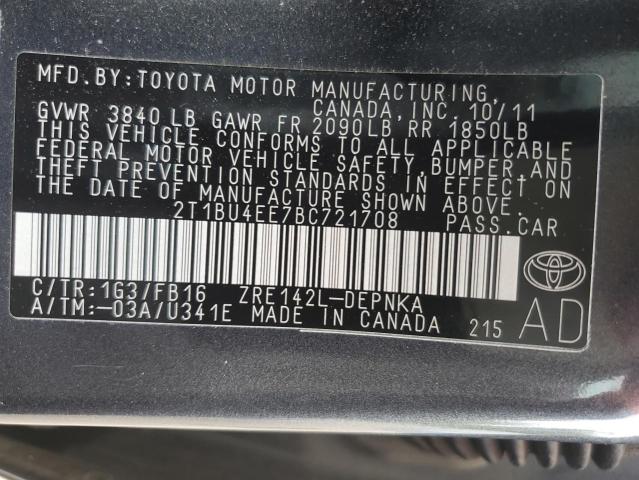 MFD.BY:TOYOTA MOTOR MANUFACTURING,
CANADA,INC. 10/11
GVWR 3840 LB GAWR FR 2090LB RR 1850LB
THIS VEHICLE CONFORMS TO ALL APPLICABLE
FEDERAL MOTOR VEHICLE SAFETY, BUMPER, AND
THEFT PREVENTION STANDARDS IN EFFECT ON
THE DATE OF MANUFACTURE SHOWN ABOVE.
2T1BU4EE7BC721708 PASS.CAR
C/TR:1G3/FB16 ZRE142L-DEPNKA
A/TM:-03A/U341E MADE IN CANADA 215 AD